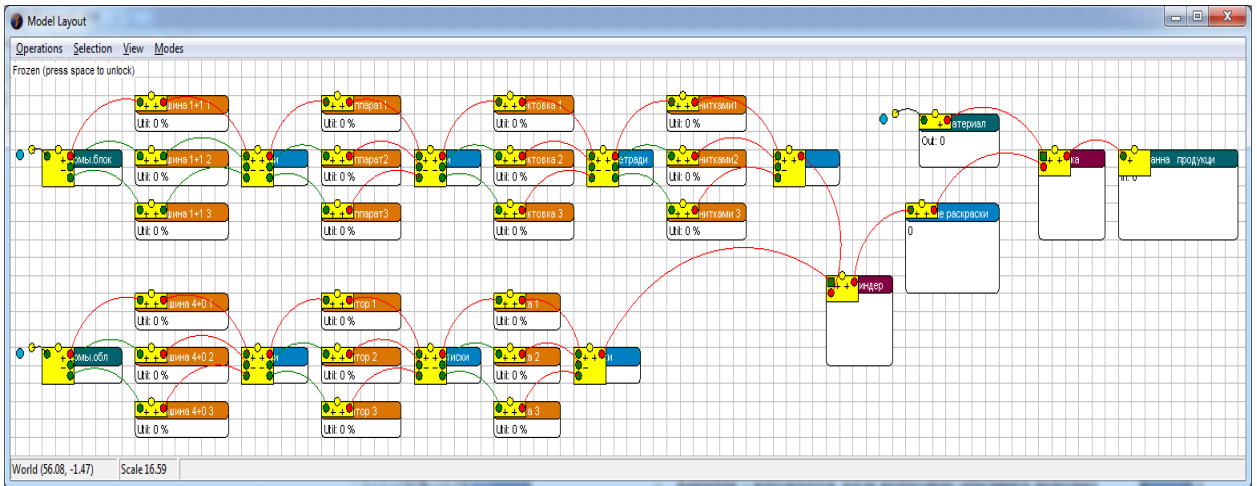 Model Layout
Operations Selection View Modes
Frozen (press space to unlock)
шина 1+1 1
ппарат1
ктовка 1
нитками1
атериал
Util: 0 %
Util: 0 %
Util: 0 %
Util: 0 %
Out: 0
омы.блок
шина 1+1 2
и
ппарат2
и
ктовка 2
етради
нитками2
ка
анна продукци
Util: 0 %
Util: 0 %
Util: 0 %
Util: 0 %
In: 0
шина 1+1 3
ппарат3
ктовка 3
нитками 3
е раскраски
Util: 0 %
Util: 0 %
Util: 0 %
Util: 0 %
0
индер
шина 4+0 1
тор 1
а 1
Util: 0 %
Util: 0 %
Util: 0 %
омы.обл
шина 4+0 2
и
тор 2
тиски
а 2
и
Util: 0 %
Util: 0 %
Util: 0 %
шина 4+0 3
тор 3
а 3
Util: 0 %
Util: 0 %
Util: 0 %
World (56.08, -1.47) Scale 16.59